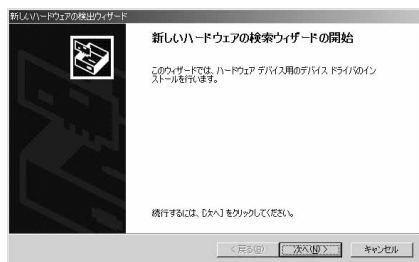 新しいハードウェアの検出ウィザード
新しいハードウェアの検索ウィザードの開始
このウィザードでは、ハードウェア デバイス用のデバイス ドライバのイン
ストールを行います。
続行するには、[次へ] をクリックしてください。
< 戻る(B)
次へ(N) >
キャンセル